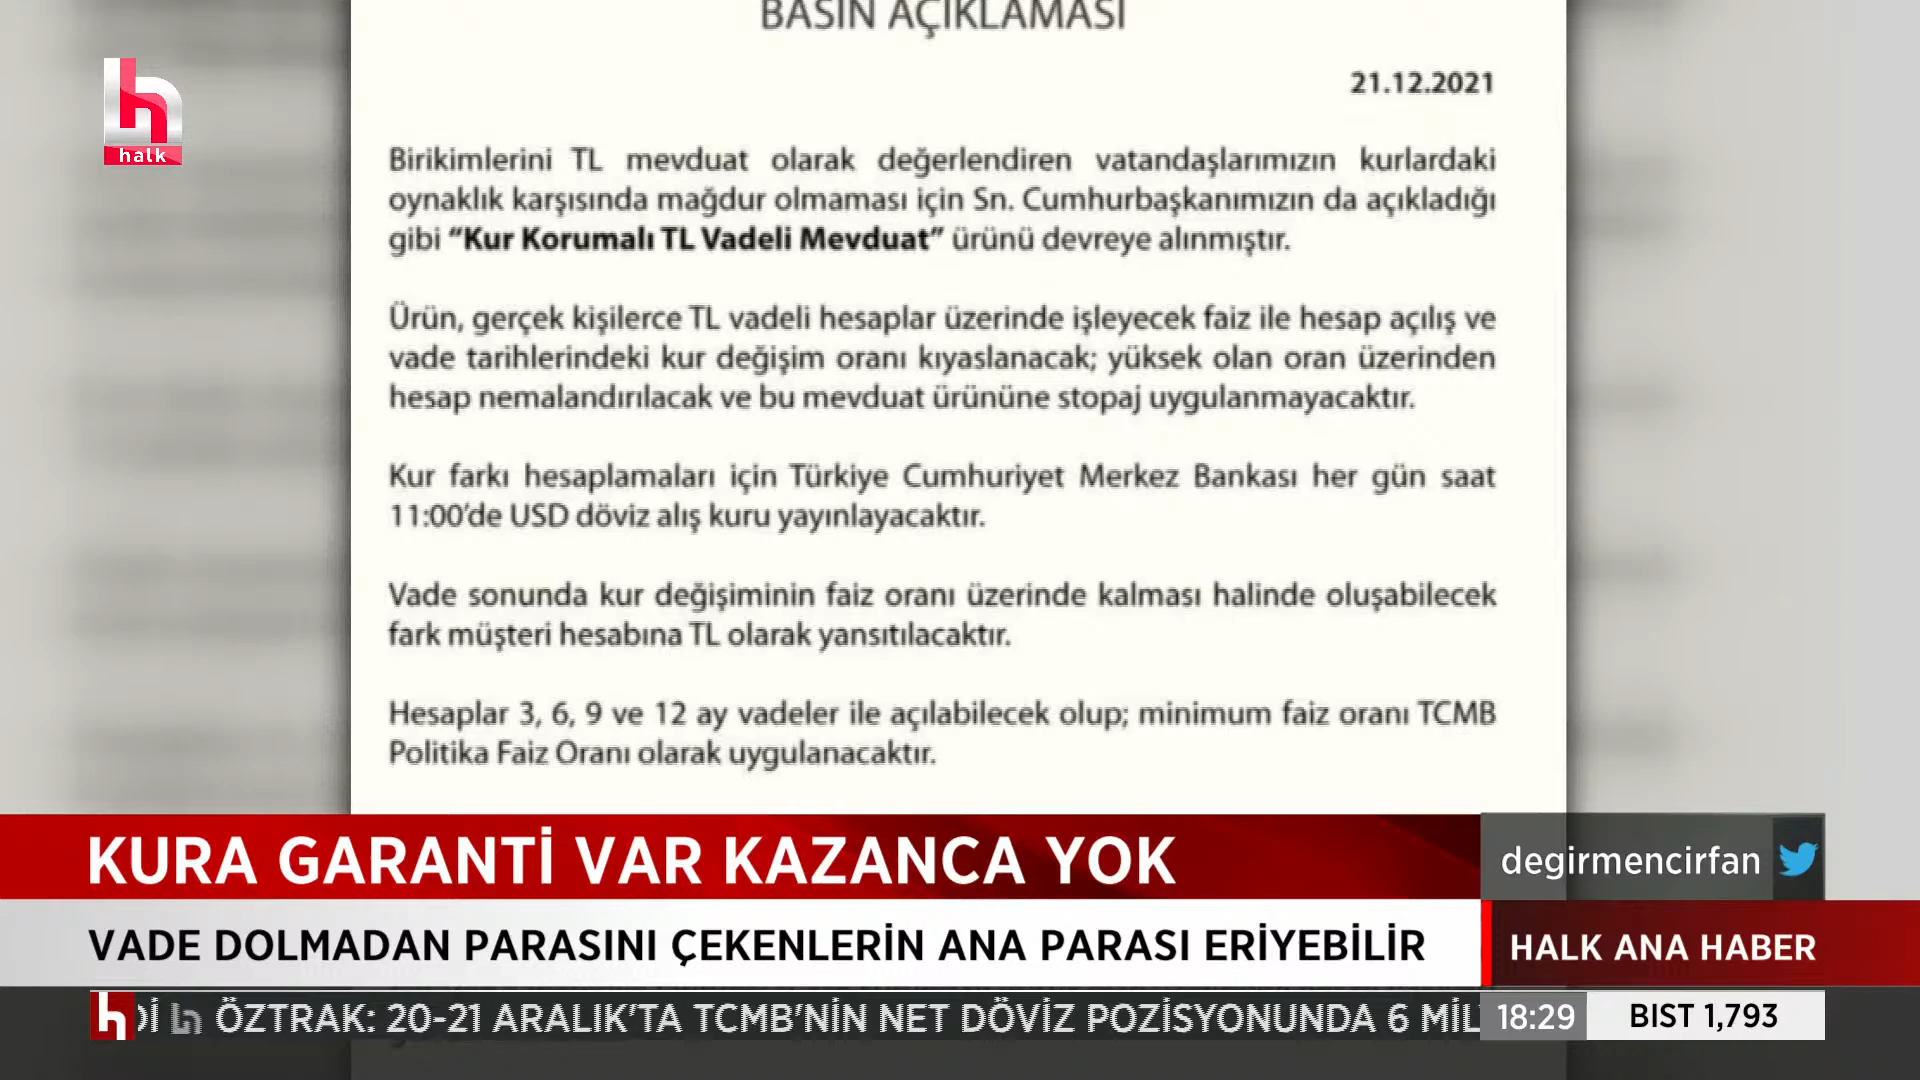 BASIN AÇIKLAMASI
21.12.2021
halk
Birikimlerini TL mevduat olarak değerlendiren vatandaşlarımızın kurlardaki
oynaklık karşısında mağdur olmaması için Sn. Cumhurbaşkanımızın da açıkladığı
gibi “Kur Korumalı TL Vadeli Mevduat” ürünü devreye alınmıştır.
Ürün, gerçek kişilerce TL vadeli hesaplar üzerinde işleyecek faiz ile hesap açılış ve
vade tarihlerindeki kur değişim oranı kıyaslanacak; yüksek olan oran üzerinden
hesap nemalandırılacak ve bu mevduat ürününe stopaj uygulanmayacaktır.
Kur farkı hesaplamaları için Türkiye Cumhuriyet Merkez Bankası her gün saat
11:00’de USD döviz alış kuru yayınlayacaktır.
Vade sonunda kur değişiminin faiz oranı üzerinde kalması halinde oluşabilecek
fark müşteri hesabına TL olarak yansıtılacaktır.
Hesaplar 3, 6, 9 ve 12 ay vadeler ile açılabilecek olup; minimum faiz oranı TCMB
Politika Faiz Oranı olarak uygulanacaktır.
KURA GARANTİ VAR KAZANCA YOK
degirmencirfan
VADE DOLMADAN PARASINI ÇEKENLERİN ANA PARASI ERİYEBİLİR
HALK ANA HABER
ÖZTRAK: 20-21 ARALIK'TA TCMB'NİN NET DÖVİZ POZİSYONUNDA 6 MİL
18:29
BIST 1,793